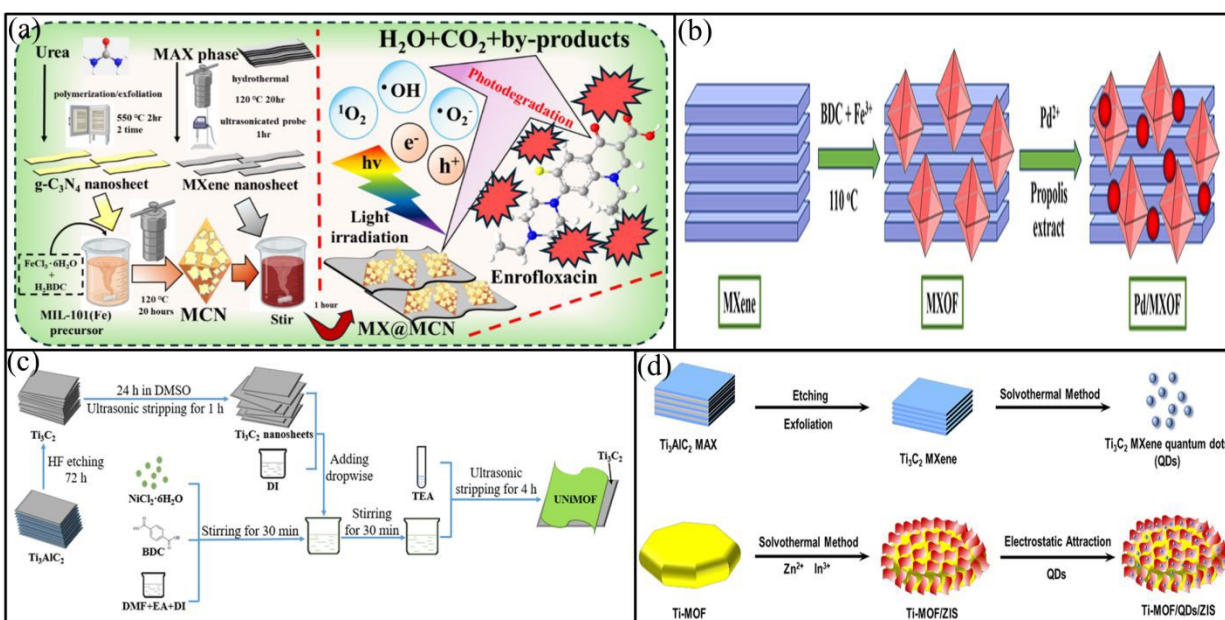 (a)
Urea
MAX phase
hydrothermal
120 °C 20hr
polymerization/exfoliation
550 °C 2hr
2 time
ultrasonicated probe
1hr
g-C₃N₄ nanosheet
MXene nanosheet
FeCl₃·6H₂O
+
H₂BDC
MIL-101(Fe)
precursor
120 °C
20 hours
MCN
Stir
1 hour
H₂O+CO₂+by-products
Photodegradation
•OH
¹O₂
•O₂⁻
e⁻
h⁺
hv
Light
irradiation
Enrofloxacin
MX@MCN
(b)
BDC + Fe³⁺
110 °C
Pd²⁺
Propolis
extract
MXene
MXOF
Pd/MXOF
(c)
24 h in DMSO
Ultrasonic stripping for 1 h
Ti₃C₂
Ti₃C₂ nanosheets
HF etching
72 h
DI
Adding
dropwise
NiCl₂·6H₂O
BDC
Ti₃AlC₂
DMF+EA+DI
Stirring for 30 min
Stirring
for 30 min
TEA
Ultrasonic
stripping for 4 h
Ti₃C₂
UNiMOF
(d)
Etching
Exfoliation
Solvothermal Method
Ti₃AlC₂ MAX
Ti₃C₂ MXene
Ti₃C₂ MXene quantum dots
(QDs)
Solvothermal Method
Zn²⁺ In³⁺
Electrostatic Attraction
QDs
Ti-MOF
Ti-MOF/ZIS
Ti-MOF/QDs/ZIS